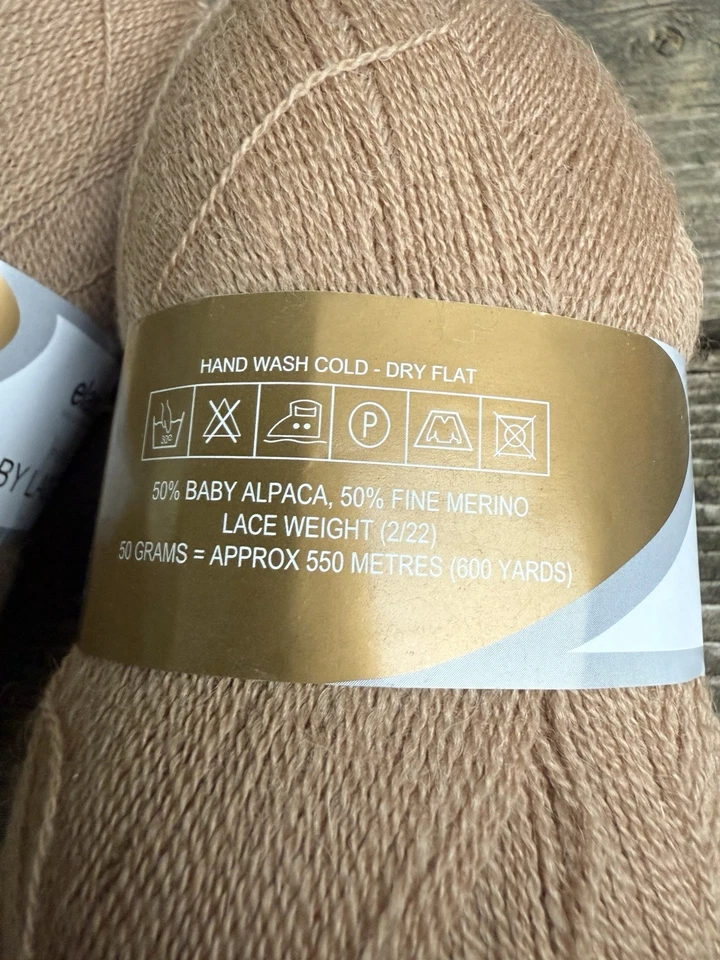 HAND WASH COLD - DRY FLAT
30°
P
50% BABY ALPACA, 50% FINE MERINO
LACE WEIGHT (2/22)
50 GRAMS = APPROX 550 METRES (600 YARDS)